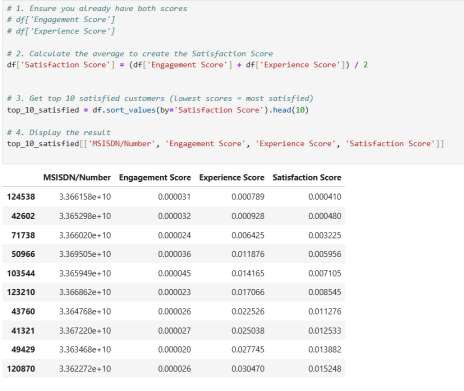 # 1. Ensure you already have both scores
# df['Engagement Score']
# df['Experience Score']
# 2. Calculate the average to create the Satisfaction Score
df['Satisfaction Score'] = (df['Engagement Score'] + df['Experience Score']) / 2
# 3. Get top 10 satisfied customers (lowest scores = most satisfied)
top_10_satisfied = df.sort_values(by='Satisfaction Score').head(10)
# 4. Display the result
top_10_satisfied[['MSISDN/Number', 'Engagement Score', 'Experience Score', 'Satisfaction Score']]
MSISDN/Number Engagement Score Experience Score Satisfaction Score
124538 3.366158e+10 0.000031 0.000789 0.000410
42602 3.365298e+10 0.000032 0.000928 0.000480
71738 3.366020e+10 0.000024 0.006425 0.003225
50966 3.369505e+10 0.000036 0.011876 0.005956
103544 3.365949e+10 0.000045 0.014165 0.007105
123210 3.366862e+10 0.000023 0.017066 0.008545
43760 3.364768e+10 0.000026 0.022526 0.011276
41321 3.367220e+10 0.000027 0.025038 0.012533
49429 3.363468e+10 0.000020 0.027745 0.013882
120870 3.362272e+10 0.000026 0.030470 0.015248